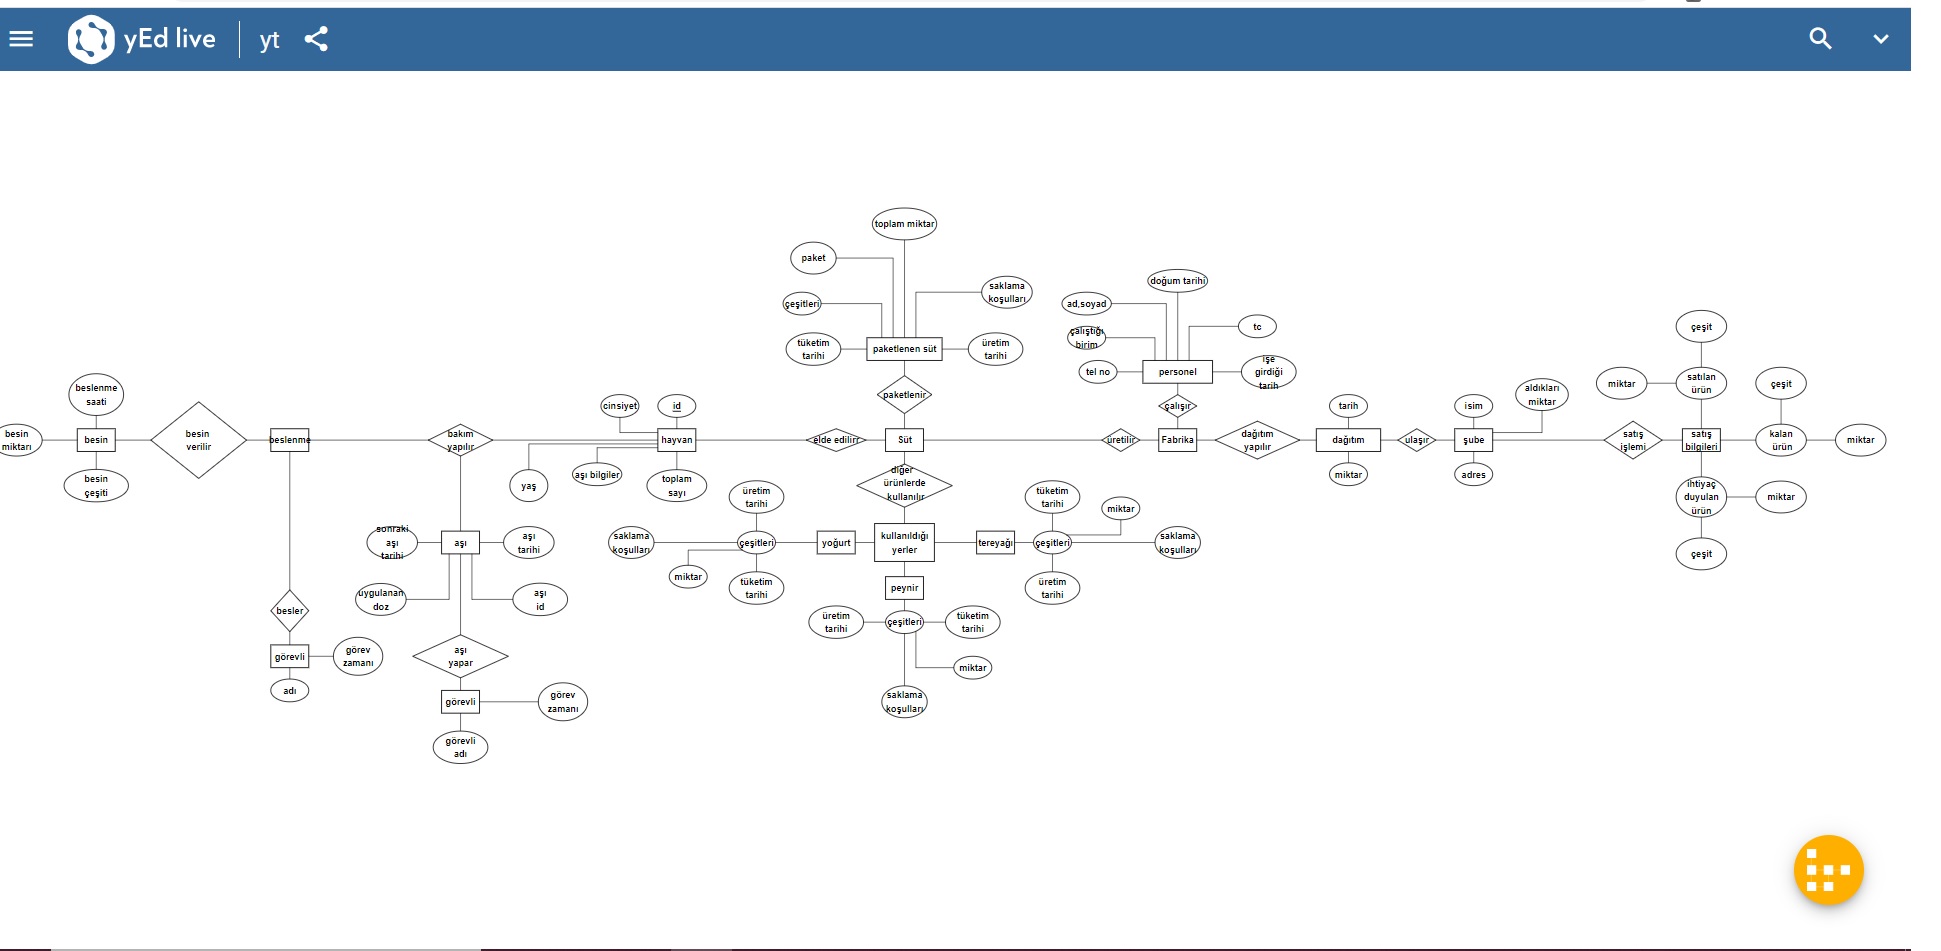 yEd live
yt
toplam miktar
paket
saklama
koşulları
çeşitleri
tüketim
tarihi
paketlenen süt
üretim
tarihi
paketlenir
doğum tarihi
ad,soyad
tc
çalıştığı
birim
tel no
personel
işe
girdiği
tarih
çalışır
çeşit
miktar
satılan
ürün
çeşit
beslenme
saati
besin
miktarı
besin
besin
verilir
beslenme
bakım
yapılır
cinsiyet
id
hayvan
elde edilirr
Süt
üretilir
Fabrika
dağıtım
yapılır
tarih
dağıtım
ulaşır
isim
şube
aldıkları
miktar
satış
işlemi
satış
bilgileri
kalan
ürün
miktar
besin
çeşiti
yaş
aşı bilgiler
toplam
sayı
diğer
ürünlerde
kullanılır
miktar
adres
ihtiyaç
duyulan
ürün
miktar
çeşit
sonraki
aşı
tarihi
aşı
aşı
tarihi
uygulanan
doz
aşı
id
üretim
tarihi
saklama
koşulları
çeşitleri
yoğurt
kullanıldığı
yerler
tereyağı
tüketim
tarihi
çeşitleri
miktar
saklama
koşulları
miktar
tüketim
tarihi
peynir
üretim
tarihi
üretim
tarihi
çeşitleri
tüketim
tarihi
miktar
saklama
koşulları
besler
görevli
görev
zamanı
adı
aşı
yapar
görevli
görev
zamanı
görevli
adı